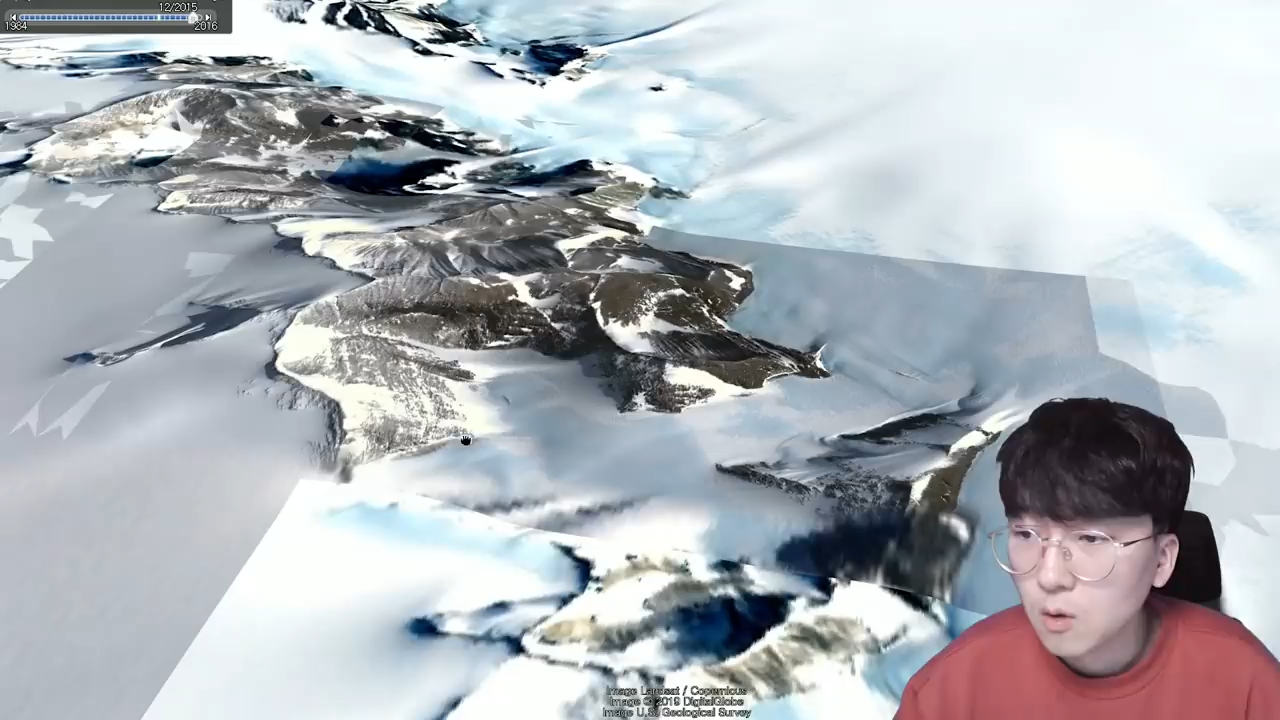 12/2015
1984
2016
Image Landsat / Copernicus
Image © 2019 DigitalGlobe
Image U.S. Geological Survey